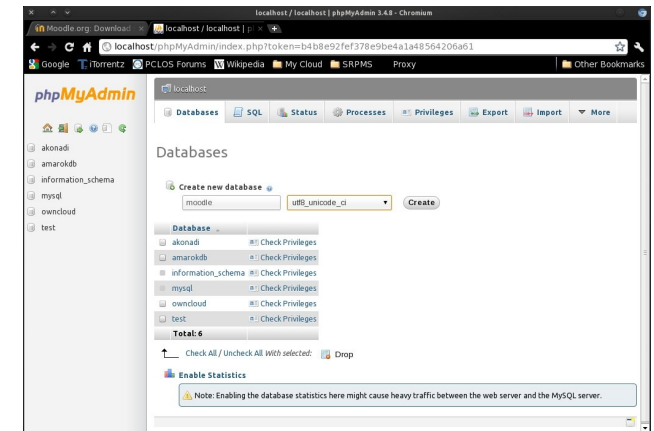 localhost / localhost | phpMyAdmin 3.4.8 - Chromium
Moodle.org: Download
localhost / localhost | p
localhost/phpMyAdmin/index.php?token=b4b8e92fef378e9be4a1a48564206a61
Google iTorrentz PCLOS Forums Wikipedia My Cloud SRPMS Proxy Other Bookmarks
phpMyAdmin
akonadi
amarokdb
information_schema
mysql
owncloud
test
localhost
Databases SQL Status Processes Privileges Export Import More
Databases
Create new database
moodle utf8_unicode_ci Create
Database
akonadi Check Privileges
amarokdb Check Privileges
information_schema Check Privileges
mysql Check Privileges
owncloud Check Privileges
test Check Privileges
Total: 6
Check All / Uncheck All With selected: Drop
Enable Statistics
Note: Enabling the database statistics here might cause heavy traffic between the web server and the MySQL server.